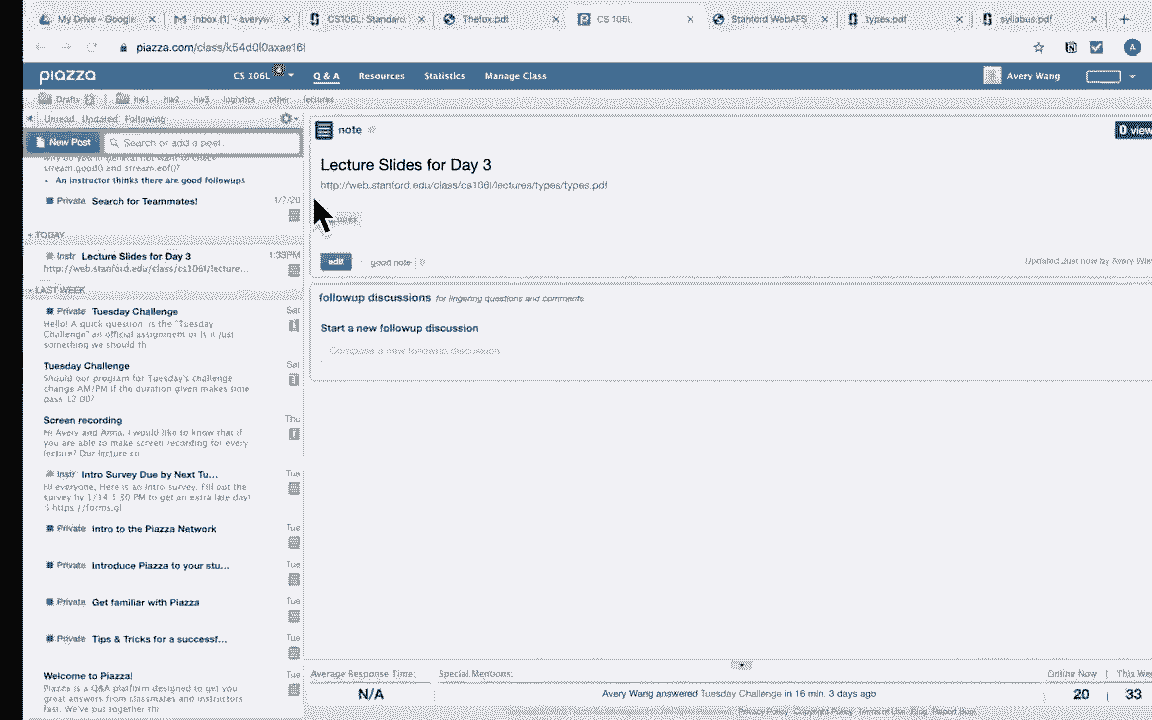 My Drive - Google
Inbox (1) - averyw
CS106L: Standard
Thefox.pdf
CS 106L
Stanford WebAFS
types.pdf
syllabus.pdf
piazza.com/class/k54d0l0axae16l
A
piazza
CS 106L
Q & A
Resources
Statistics
Manage Class
Avery Wang
Drafts
hw1
hw2
hw3
logistics
other
lectures
Unread
Updated
Following
New Post
Search or add a post...
why do you in general not want to check
stream.good() and stream.eof()?
• An instructor thinks there are good followups
Private Search for Teammates! 1/7/20
TODAY
Instr Lecture Slides for Day 3 1:33PM
http://web.stanford.edu/class/cs106l/lecture...
LAST WEEK
Private Tuesday Challenge Sat
Hello! A quick question: is the "Tuesday
Challenge" an official assignment or is it just
something we should th
Tuesday Challenge Sat
Should our program for Tuesday's challenge
change AM/PM if the duration given makes time
pass 12:00?
Screen recording Thu
Hi Avery and Anna, I would like to know that if
you are able to make screen recording for every
lecture? Our lecture co
Instr Intro Survey Due by Next Tu... Tue
Hi everyone, Here is an intro survey. Fill out the
survey by 1/14 1:30 PM to get an extra late day!
https://forms.gl
Private Intro to the Piazza Network Tue
Private Introduce Piazza to your stu... Tue
Private Get familiar with Piazza Tue
Private Tips & Tricks for a successf... Tue
Welcome to Piazza! Tue
Piazza is a Q&A platform designed to get you
great answers from classmates and instructors
fast. We've put together thi
note
0 view
Lecture Slides for Day 3
http://web.stanford.edu/class/cs106l/lectures/types/types.pdf
edit
good note
0
Updated Just now by Avery Wan
followup discussions for lingering questions and comments
Start a new followup discussion
Compose a new followup discussion
Average Response Time:
Special Mentions:
Online Now
This Wee
N/A
Avery Wang answered Tuesday Challenge in 16 min. 3 days ago
20
33
Privacy Policy Copyright Policy Terms of Use Blog Report Bug